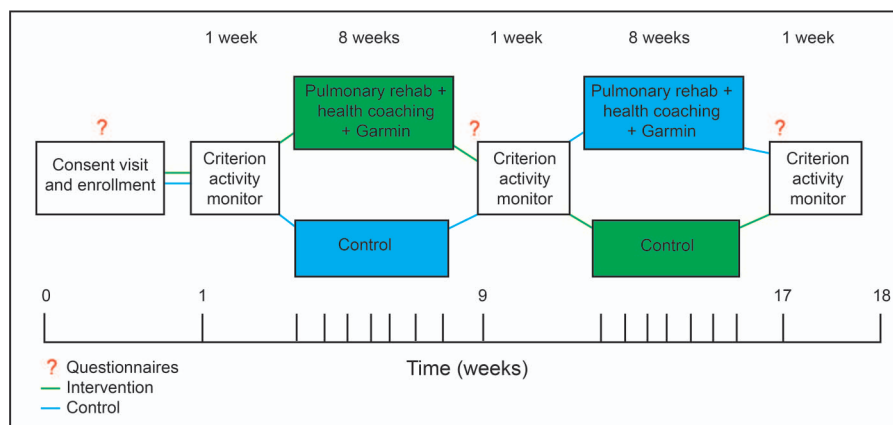 1 week
8 weeks
1 week
8 weeks
1 week
?
Consent visit
and enrollment
Criterion
activity
monitor
Pulmonary rehab +
health coaching
+ Garmin
Control
?
Criterion
activity
monitor
Pulmonary rehab +
health coaching
+ Garmin
Control
?
Criterion
activity
monitor
0
1
9
17
18
Time (weeks)
? Questionnaires
Intervention
Control